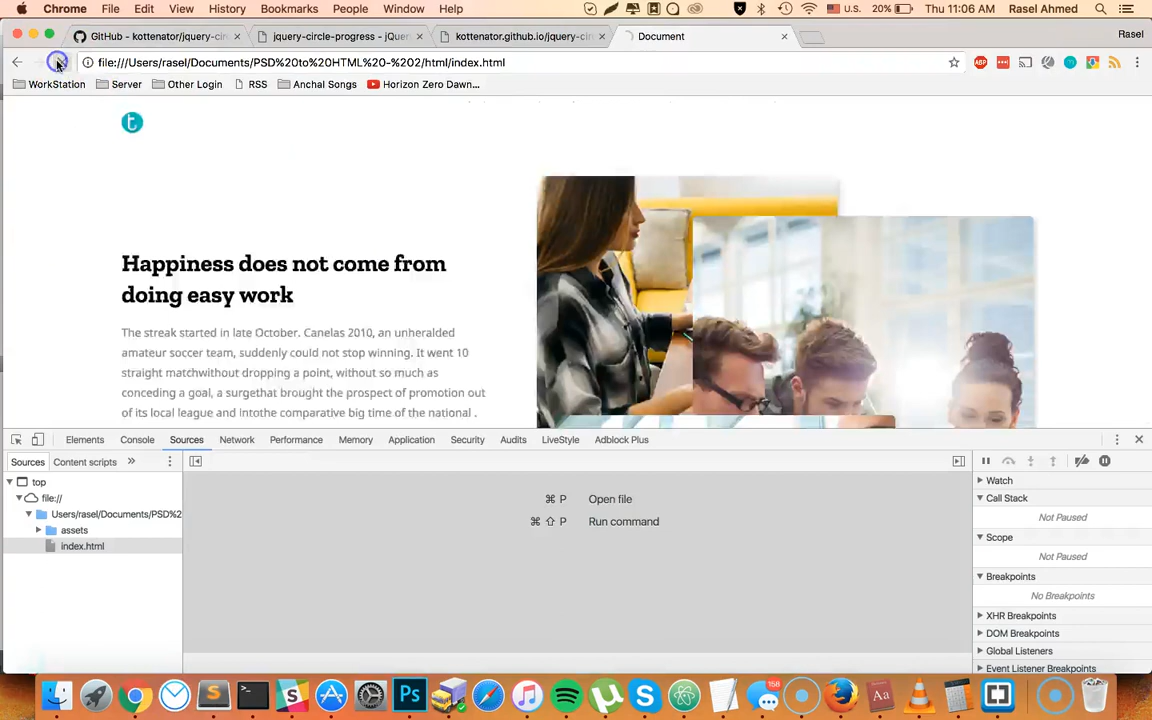 Chrome File Edit View History Bookmarks People Window Help U.S. 20% Thu 11:06 AM Rasel Ahmed
GitHub - kottenator/jquery-cir jquery-circle-progress - jQue kottenator.github.io/jquery-circ Document Rasel
file:///Users/rasel/Documents/PSD%20to%20HTML%20-%202/html/index.html
WorkStation Server Other Login RSS Anchal Songs Horizon Zero Dawn...
t
Happiness does not come from
doing easy work
The streak started in late October. Canelas 2010, an unheralded
amateur soccer team, suddenly could not stop winning. It went 10
straight matchwithout dropping a point, without so much as
conceding a goal, a surgethat brought the prospect of promotion out
of its local league and intothe comparative big time of the national .
Elements Console Sources Network Performance Memory Application Security Audits LiveStyle Adblock Plus
Sources Content scripts »
top
file://
Users/rasel/Documents/PSD%2
assets
index.html
⌘ P Open file
⌘ ⇧ P Run command
Watch
Call Stack
Not Paused
Scope
Not Paused
Breakpoints
No Breakpoints
XHR Breakpoints
DOM Breakpoints
Global Listeners
Event Listener Breakpoints
ABP
Ps
158
Aa